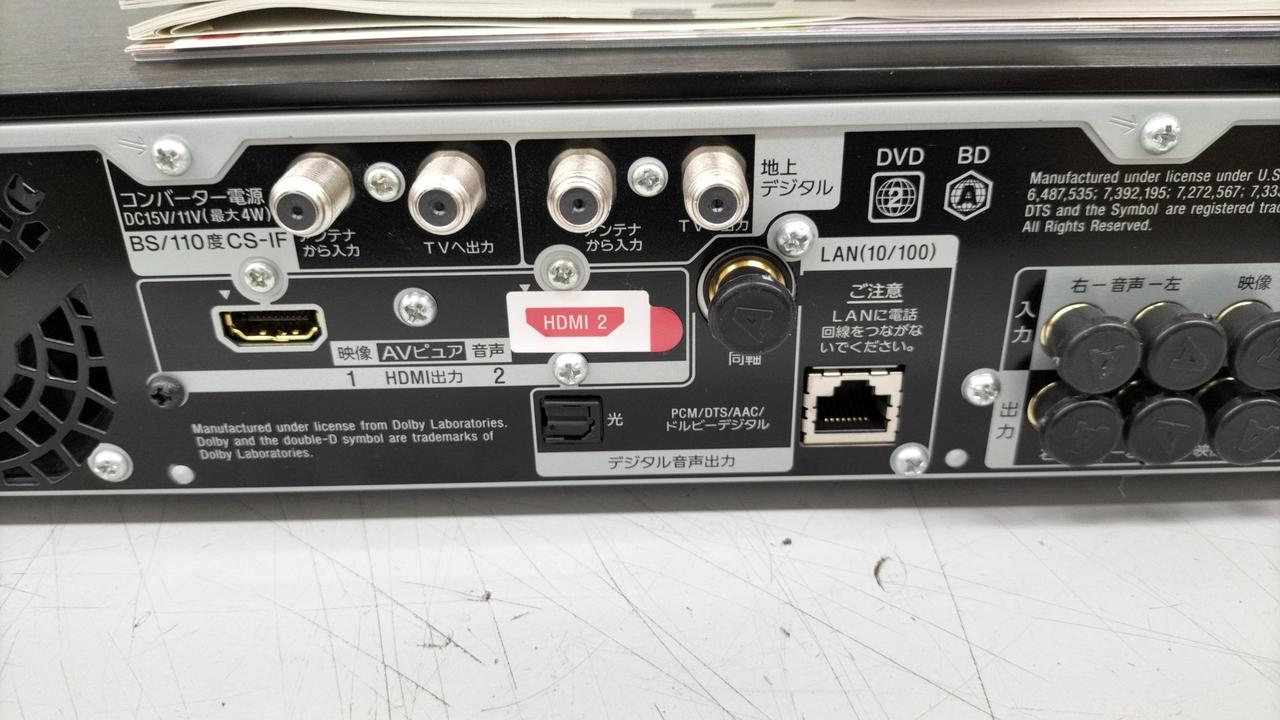 コンバーター電源
DC15V/11V(最大4W)
BS/110度CS-IF
アンテナ
から入力
TVへ出力
アンテナ
から入力
地上
デジタル
DVD
2
BD
A
Manufactured under license under U.S
6,487,535; 7,392,195; 7,272,567;
DTS and the Symbol are registered
All Rights Reserved.
LAN(10/100)
ご注意
LANに電話
回線をつながな
いでください。
HDMI 2
映像 AVピュア 音声
1 HDMI出力 2
同軸
Manufactured under license from Dolby Laboratories.
Dolby and the double-D symbol are trademarks of
Dolby Laboratories.
光
PCM/DTS/AAC/
ドルビーデジタル
デジタル音声出力
右ー音声ー左
映像
入力
出力